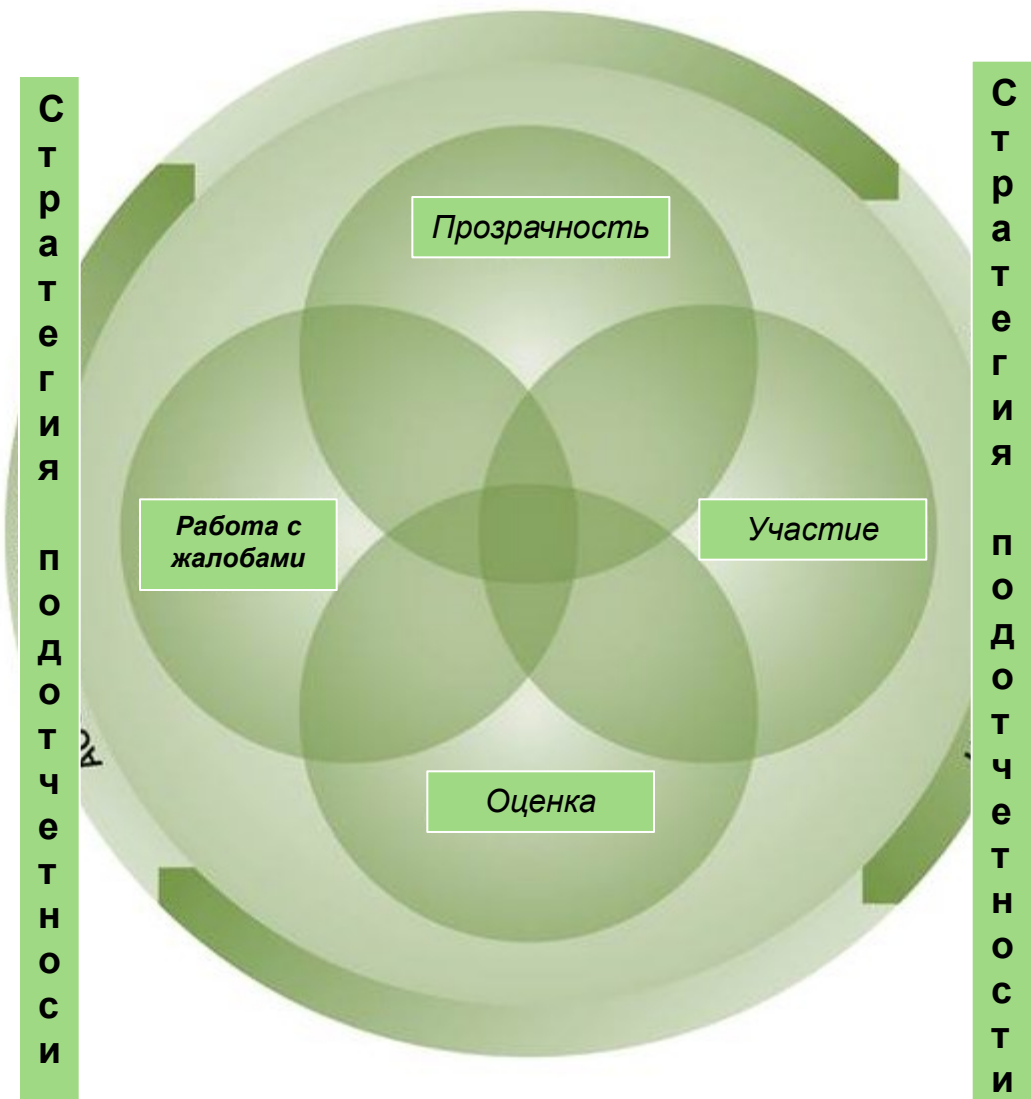 Стратегия подотчетноси
Прозрачность
Работа с
жалобами
Участие
Оценка
Стратегия подотчетности